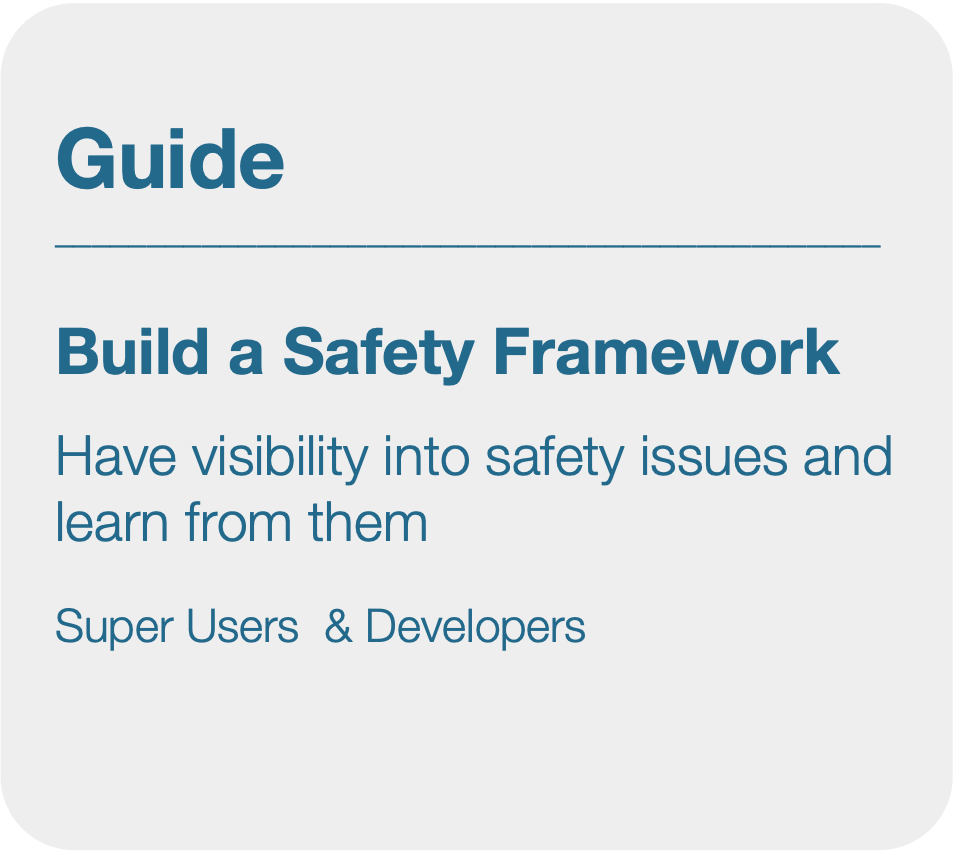 Guide
Build a Safety Framework
Have visibility into safety issues and
learn from them
Super Users  & Developers